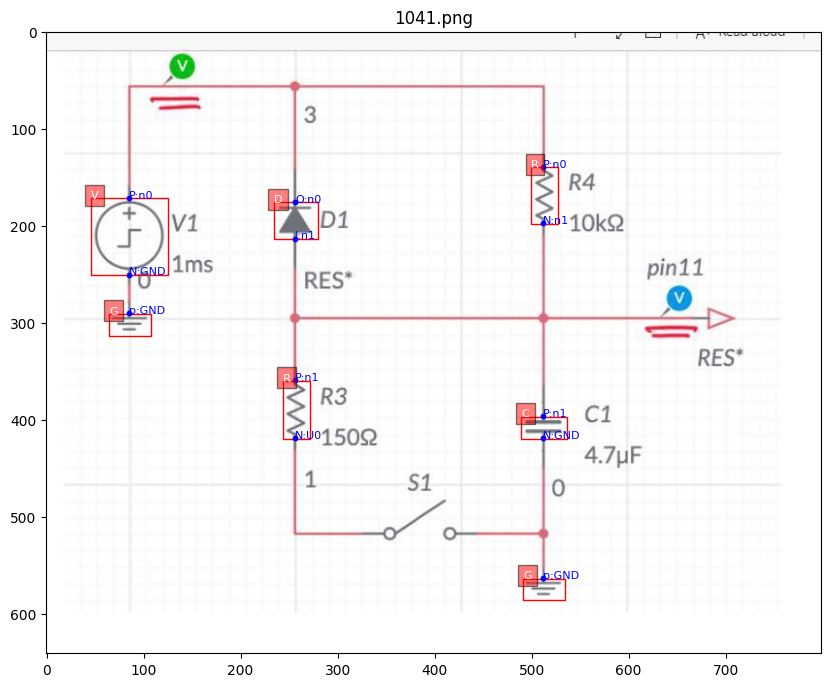 1041.png
V
3
P:n0
R
R4
N:n1
10kΩ
V
P:n0
V1
N:GND
1ms
0
D
O:n0
D1
I:n1
RES*
pin11
V
RES*
G
p:GND
R
P:n1
R3
N:U0
150Ω
C
P:n1
C1
N:GND
4.7µF
1
S1
0
G
p:GND
0
100
200
300
400
500
600
0
100
200
300
400
500
600
700